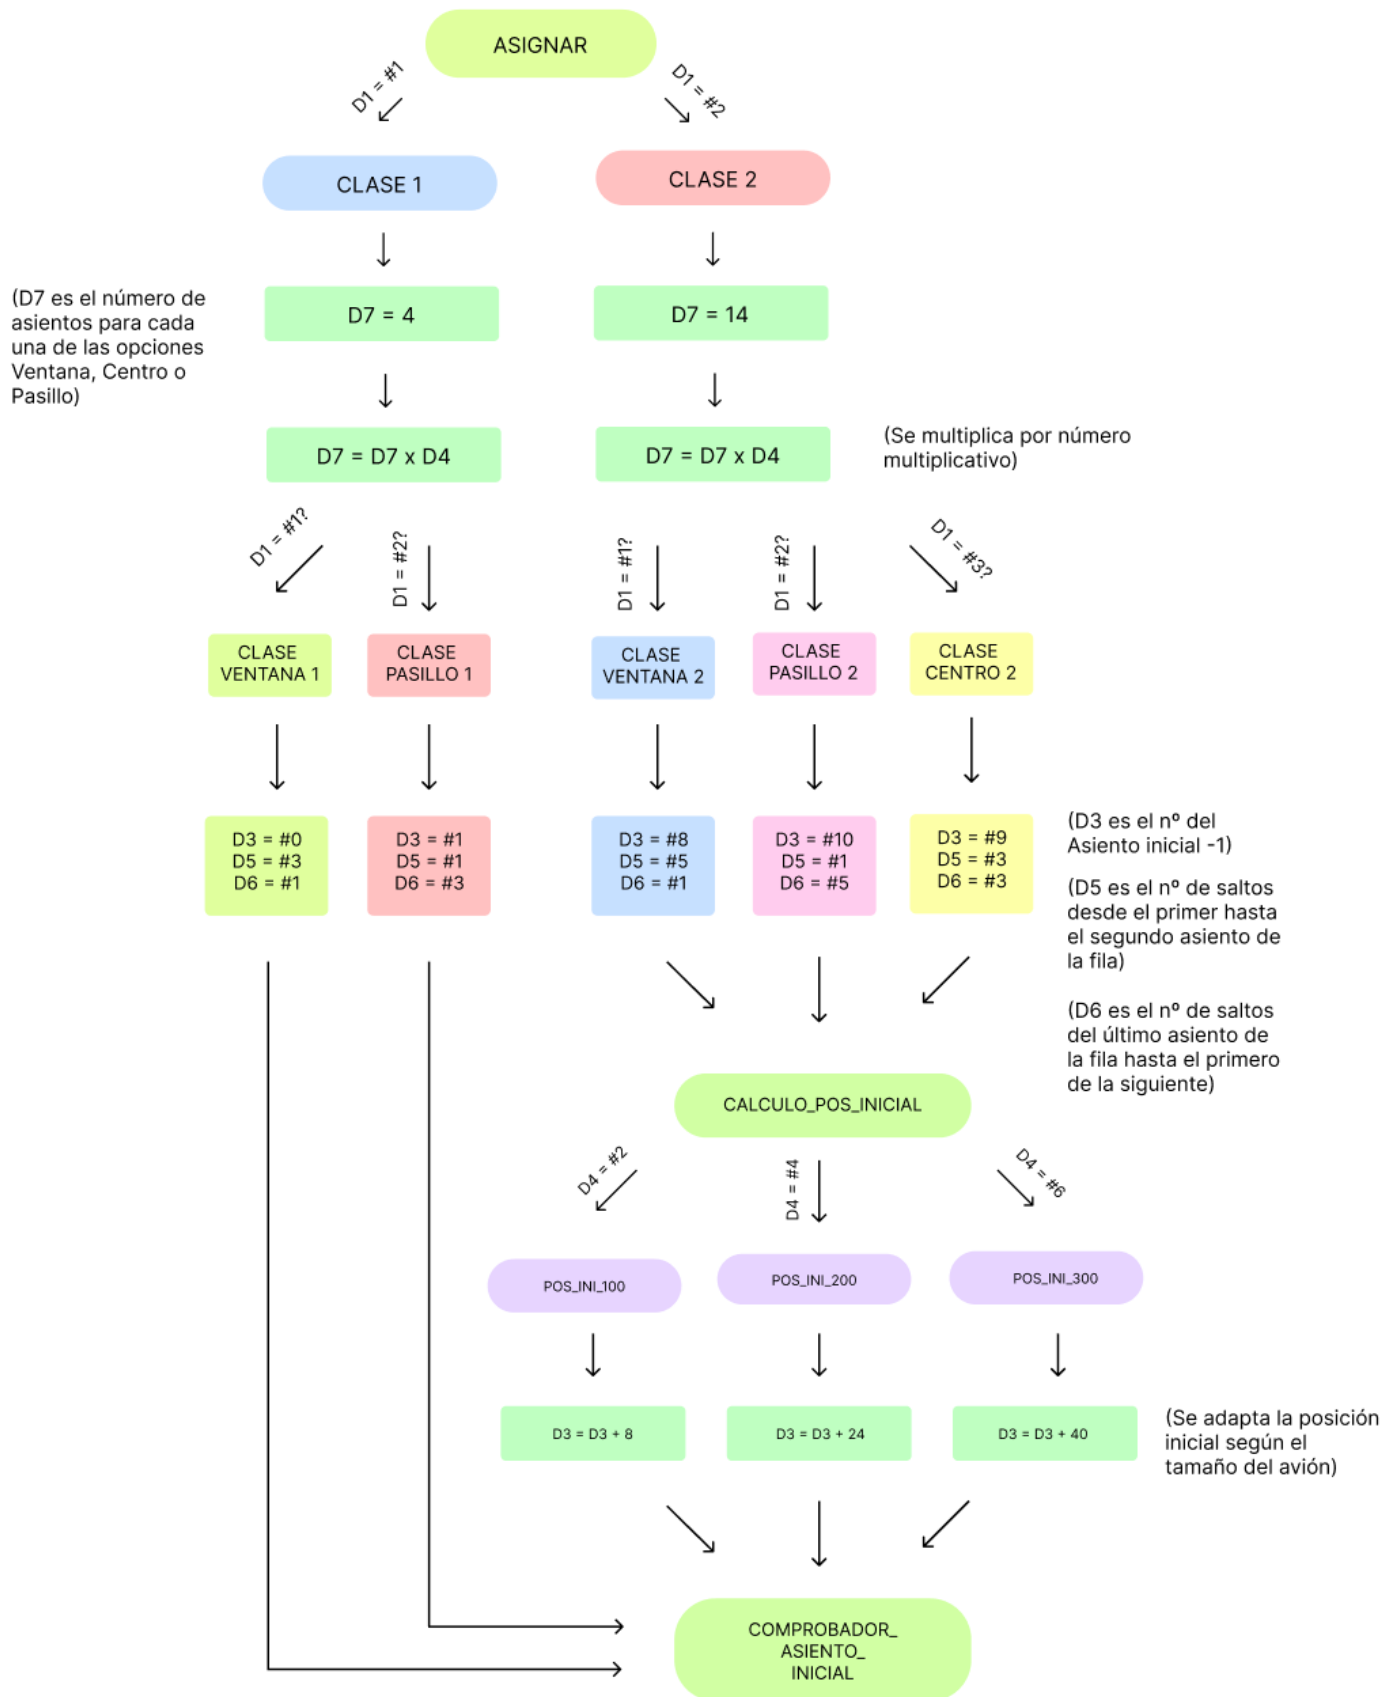 ASIGNAR
D1 = #1
D1 = #2
CLASE 1
CLASE 2
(D7 es el número de
asientos para cada
una de las opciones
Ventana, Centro o
Pasillo)
D7 = 4
D7 = 14
D7 = D7 x D4
D7 = D7 x D4
(Se multiplica por número
multiplicativo)
D1 = #1?
D1 = #2?
D1 = #1?
D1 = #2?
D1 = #3?
CLASE
VENTANA 1
CLASE
PASILLO 1
CLASE
VENTANA 2
CLASE
PASILLO 2
CLASE
CENTRO 2
D3 = #0
D5 = #3
D6 = #1
D3 = #1
D5 = #1
D6 = #3
D3 = #8
D5 = #5
D6 = #1
D3 = #10
D5 = #1
D6 = #5
D3 = #9
D5 = #3
D6 = #3
(D3 es el nº del
Asiento inicial -1)
(D5 es el nº de saltos
desde el primer hasta
el segundo asiento de
la fila)
(D6 es el nº de saltos
del último asiento de
la fila hasta el primero
de la siguiente)
CALCULO_POS_INICIAL
D4 = #2
D4 = #4
D4 = #6
POS_INI_100
POS_INI_200
POS_INI_300
D3 = D3 + 8
D3 = D3 + 24
D3 = D3 + 40
(Se adapta la posición
inicial según el
tamaño del avión)
COMPROBADOR_
ASIENTO_
INICIAL